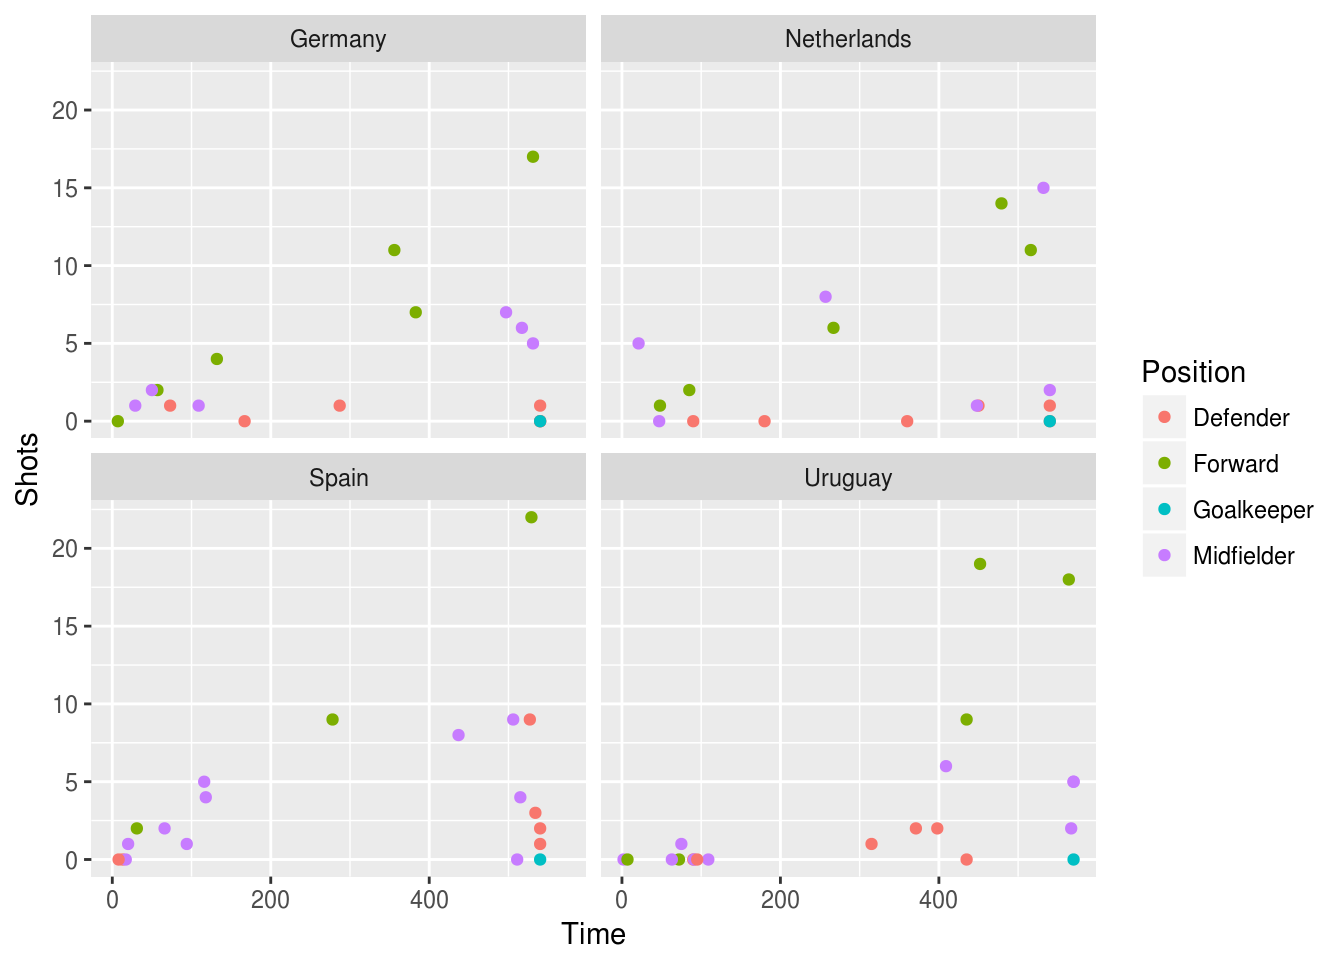 Germany
Netherlands
20
15
10
5
0
Spain
Uruguay
20
15
10
5
0
0
200
400
0
200
400
Time
Shots
Position
Defender
Forward
Goalkeeper
Midfielder